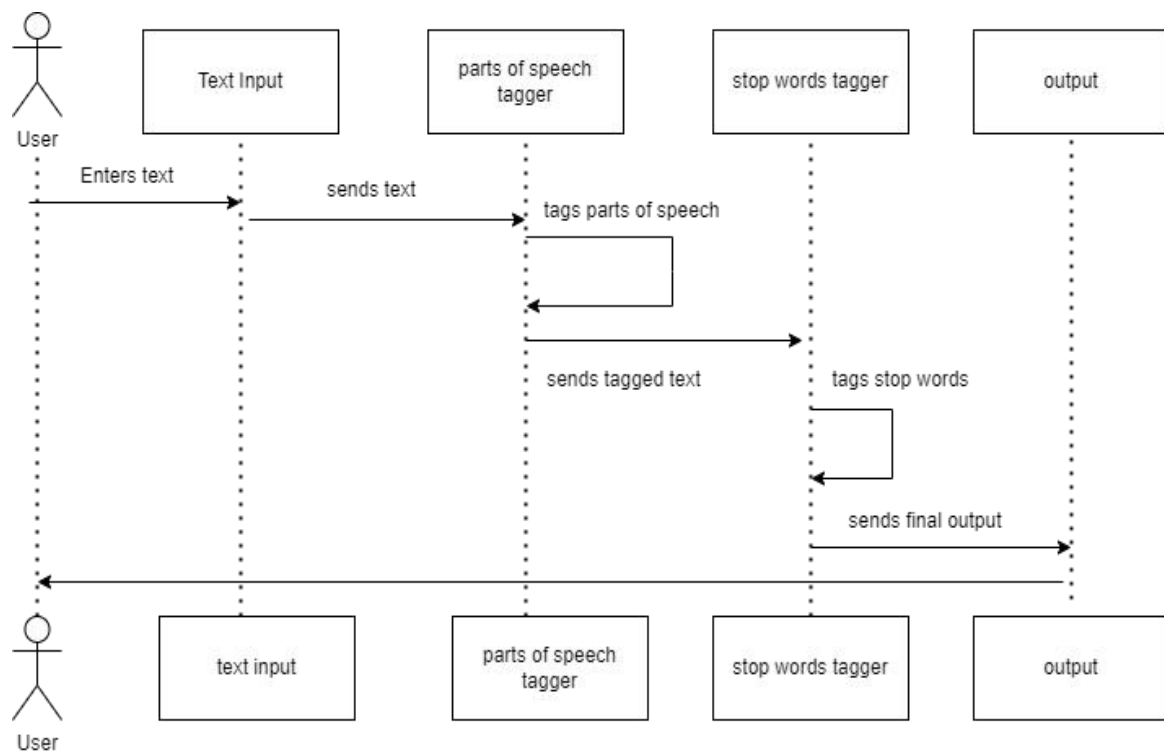 Text Input
parts of speech
tagger
stop words tagger
output
User
Enters text
sends text
tags parts of speech
sends tagged text
tags stop words
sends final output
text input
parts of speech
tagger
stop words tagger
output
User